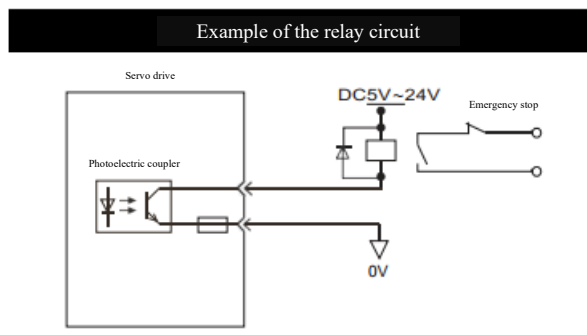 Example of the relay circuit
Servo drive
DC5V~24V
Emergency stop
Photoelectric coupler
0V